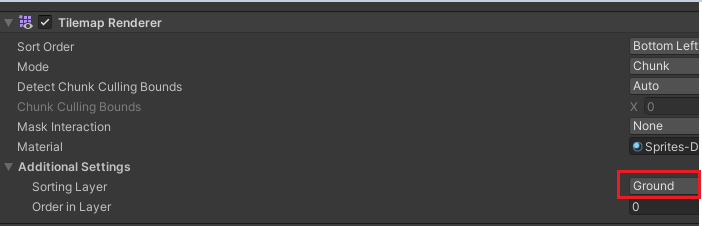 Tilemap Renderer
Sort Order Bottom Left
Mode Chunk
Detect Chunk Culling Bounds Auto
Chunk Culling Bounds X 0
Mask Interaction None
Material Sprites-D
Additional Settings
Sorting Layer Ground
Order in Layer 0